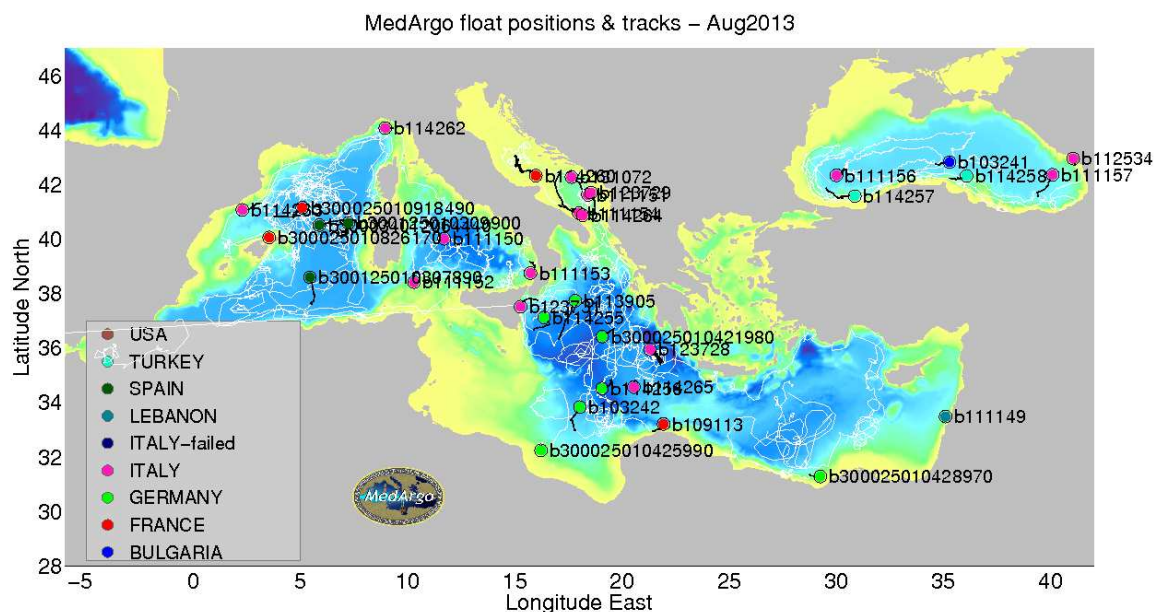 MedArgo float positions & tracks – Aug2013
46
44
42
40
38
36
34
32
30
28
Latitude North
b114262
b103241
b112534
b111156
b114258
b111157
b114257
b300025010918490
b111150
b111153
b113905
b114255
b300025010421980
b123728
b103242
b109113
b111149
b300025010425990
b300025010428970
USA
TURKEY
SPAIN
LEBANON
ITALY–failed
ITALY
GERMANY
FRANCE
BULGARIA
MedArgo
−5
0
5
10
15
20
25
30
35
40
Longitude East